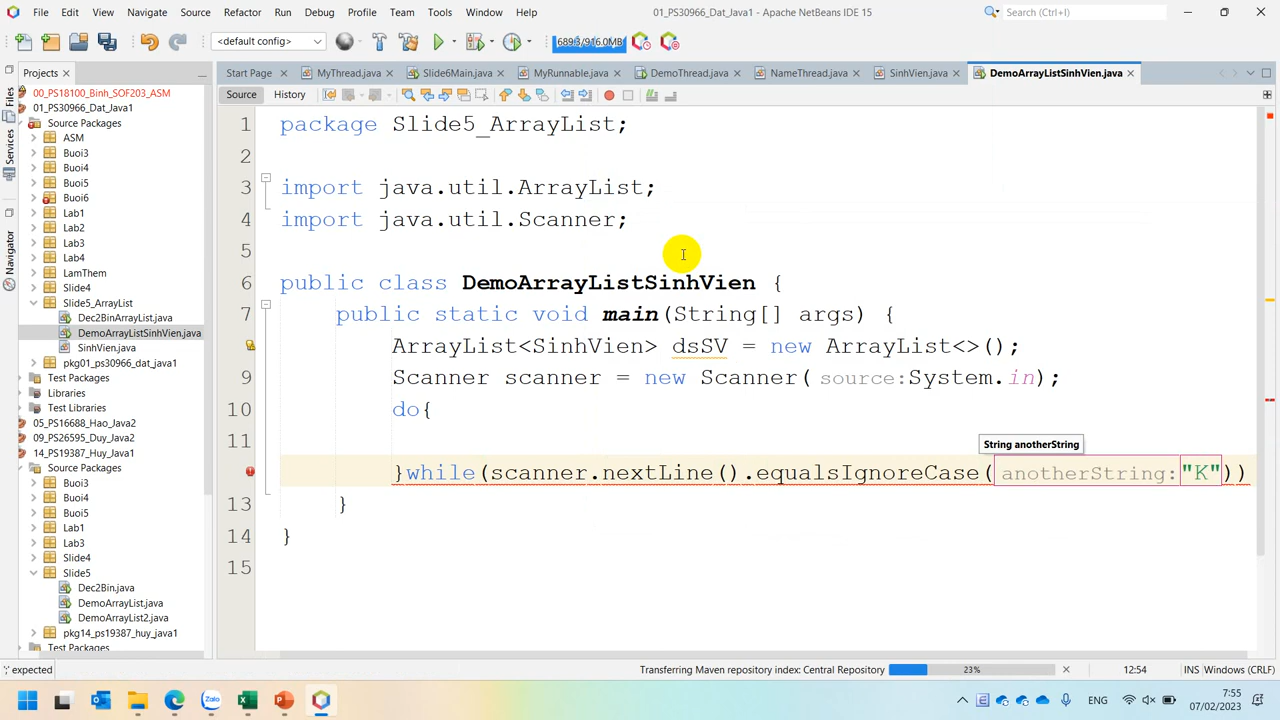 File Edit View Navigate Source Refactor Run Debug Profile Team Tools Window Help
01_PS30966_Dat_Java1 - Apache NetBeans IDE 15
Search (Ctrl+I)
<default config>
689.3/916.0MB
Projects
Start Page
MyThread.java
Slide6Main.java
MyRunnable.java
DemoThread.java
NameThread.java
SinhVien.java
DemoArrayListSinhVien.java
Files
Services
Navigator
00_PS18100_Binh_SOF203_ASM
01_PS30966_Dat_Java1
Source Packages
ASM
Buoi3
Buoi4
Buoi5
Buoi6
Lab1
Lab2
Lab3
Lab4
LamThem
Slide4
Slide5_ArrayList
Dec2BinArrayList.java
DemoArrayListSinhVien.java
SinhVien.java
pkg01_ps30966_dat_java1
Test Packages
Libraries
Test Libraries
05_PS16688_Hao_Java2
09_PS26595_Duy_Java2
14_PS19387_Huy_Java1
Source Packages
Buoi3
Buoi4
Buoi5
Lab1
Lab3
Slide4
Slide5
Dec2Bin.java
DemoArrayList.java
DemoArrayList2.java
pkg14_ps19387_huy_java1
Test Packages
Source History
1 package Slide5_ArrayList;
2
3 import java.util.ArrayList;
4 import java.util.Scanner;
5
6 public class DemoArrayListSinhVien {
7 public static void main(String[] args) {
ArrayList<SinhVien> dsSV = new ArrayList<>();
9 Scanner scanner = new Scanner(source:System.in);
10 do{
11
String anotherString
}while(scanner.nextLine().equalsIgnoreCase(anotherString:"K"))
13 }
14 }
15
';' expected
Transferring Maven repository index: Central Repository
23%
12:54
INS
Windows (CRLF)
Zalo
ENG
7:55
07/02/2023